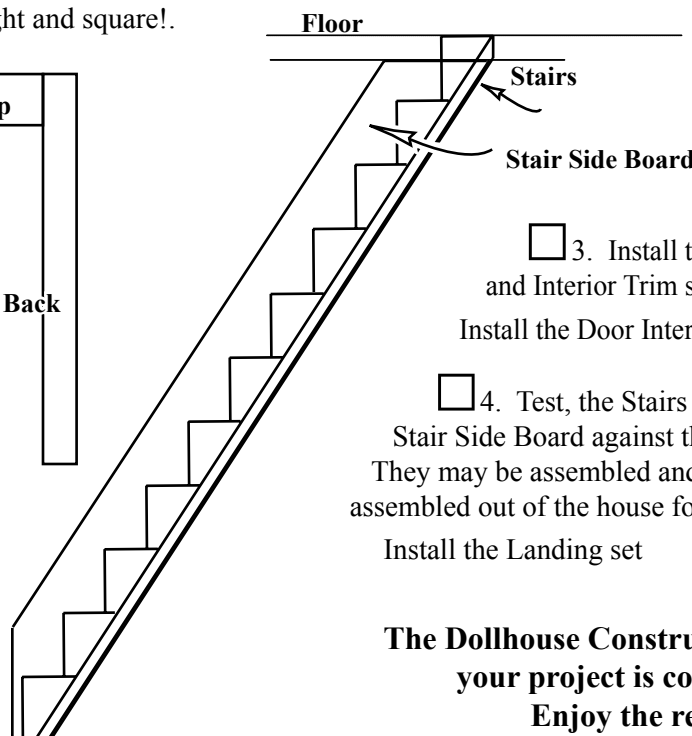 ght and square!.
Floor
p
Stairs
Stair Side Board
Back
3. Install t
and Interior Trim s
Install the Door Inter
4. Test, the Stairs
Stair Side Board against th
They may be assembled and
assembled out of the house fo
Install the Landing set
The Dollhouse Constru
your project is co
Enjoy the re